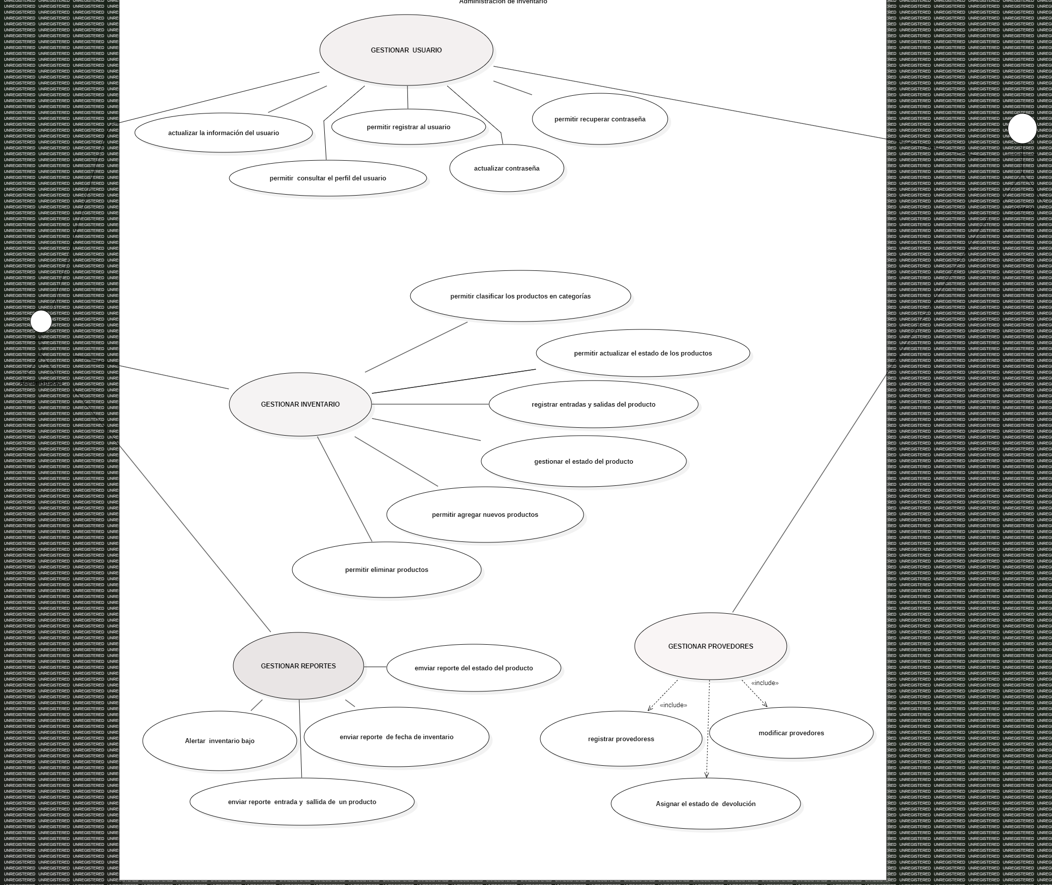 Administración de Inventario
GESTIONAR USUARIO
permitir recuperar contraseña
permitir registrar al usuario
actualizar la información del usuario
actualizar contraseña
permitir consultar el perfil del usuario
permitir clasificar los productos en categorías
permitir actualizar el estado de los productos
GESTIONAR INVENTARIO
registrar entradas y salidas del producto
gestionar el estado del producto
permitir agregar nuevos productos
permitir eliminar productos
GESTIONAR PROVEDORES
GESTIONAR REPORTES
emviar reporte del estado del producto
«include»
«include»
modificar provedores
enviar reporte de fecha de inventario
registrar provedoress
Alertar inventario bajo
enviar reporte entrada y sallida de un producto
Asignar el estado de devolución
UNREGISTERED